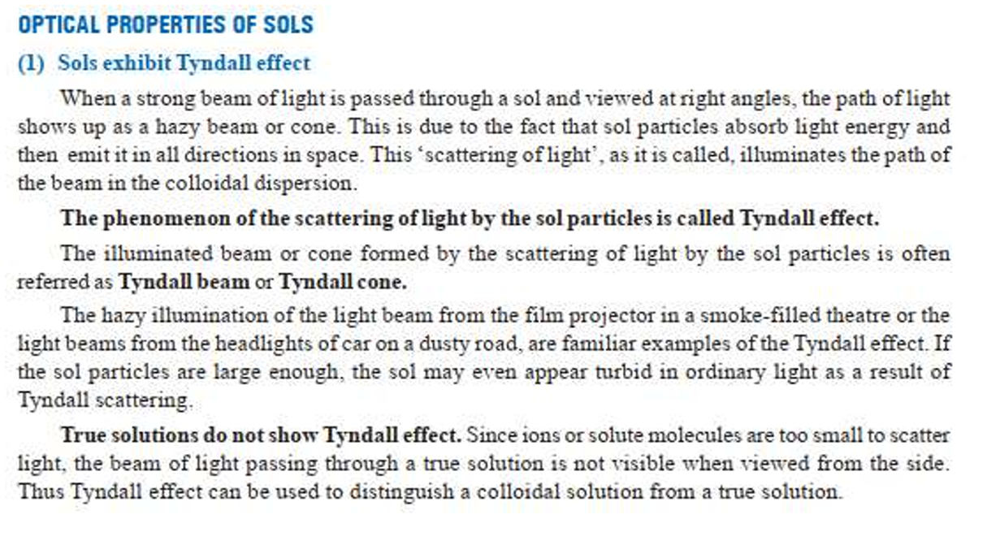 OPTICAL PROPERTIES OF SOLS
(1) Sols exhibit Tyndall effect
When a strong beam of light is passed through a sol and viewed at right angles, the path of light
shows up as a hazy beam or cone. This is due to the fact that sol particles absorb light energy and
then emit it in all directions in space. This ‘scattering of light’, as it is called, illuminates the path of
the beam in the colloidal dispersion.
The phenomenon of the scattering of light by the sol particles is called Tyndall effect.
The illuminated beam or cone formed by the scattering of light by the sol particles is often
referred as Tyndall beam or Tyndall cone.
The hazy illumination of the light beam from the film projector in a smoke-filled theatre or the
light beams from the headlights of car on a dusty road, are familiar examples of the Tyndall effect. If
the sol particles are large enough, the sol may even appear turbid in ordinary light as a result of
Tyndall scattering.
True solutions do not show Tyndall effect. Since ions or solute molecules are too small to scatter
light, the beam of light passing through a true solution is not visible when viewed from the side.
Thus Tyndall effect can be used to distinguish a colloidal solution from a true solution.